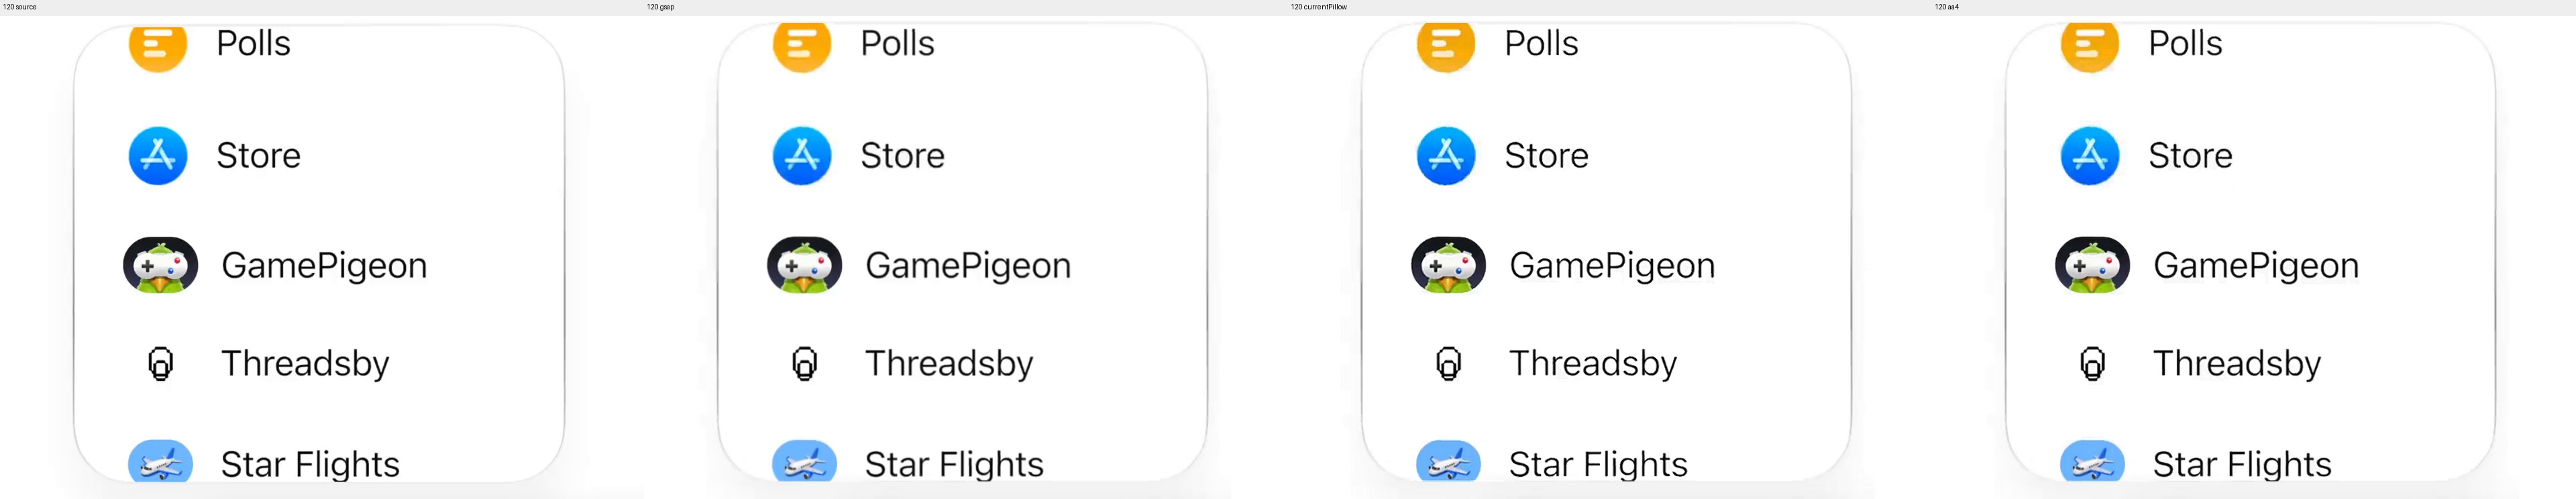 120 source
120 gsap
120 currentPillow
120 aa4
Polls
Store
GamePigeon
Threadsby
Star Flights
Polls
Store
GamePigeon
Threadsby
Star Flights
Polls
Store
GamePigeon
Threadsby
Star Flights
Polls
Store
GamePigeon
Threadsby
Star Flights